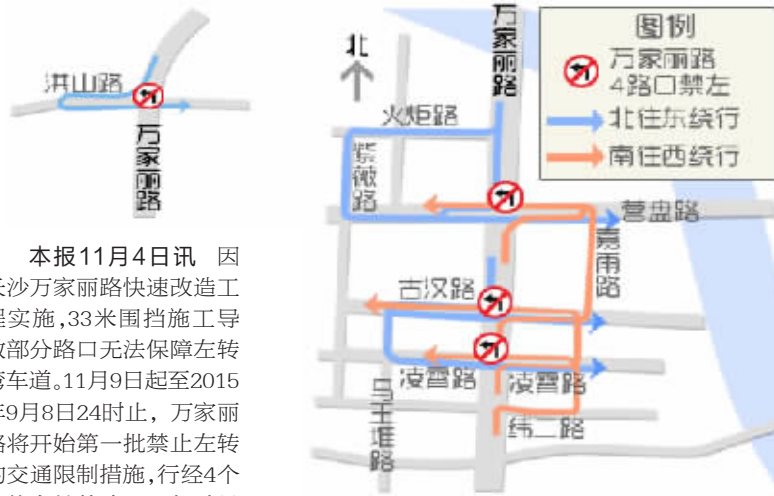 洪山路
万家丽路
北
万家丽路
图例
万家丽路
4路口禁左
北往东绕行
南往西绕行
火炬路
紫薇路
营盘路
嘉雨路
古汉路
凌霄路
凌霄路
马王堆路
纬二路
本报11月4日讯 因
长沙万家丽路快速改造工
程实施,33米围挡施工导
致部分路口无法保障左转
弯车道。11月9日起至2015
年9月8日24时止，万家丽
路将开始第一批禁止左转
的交通限制措施,行经4个